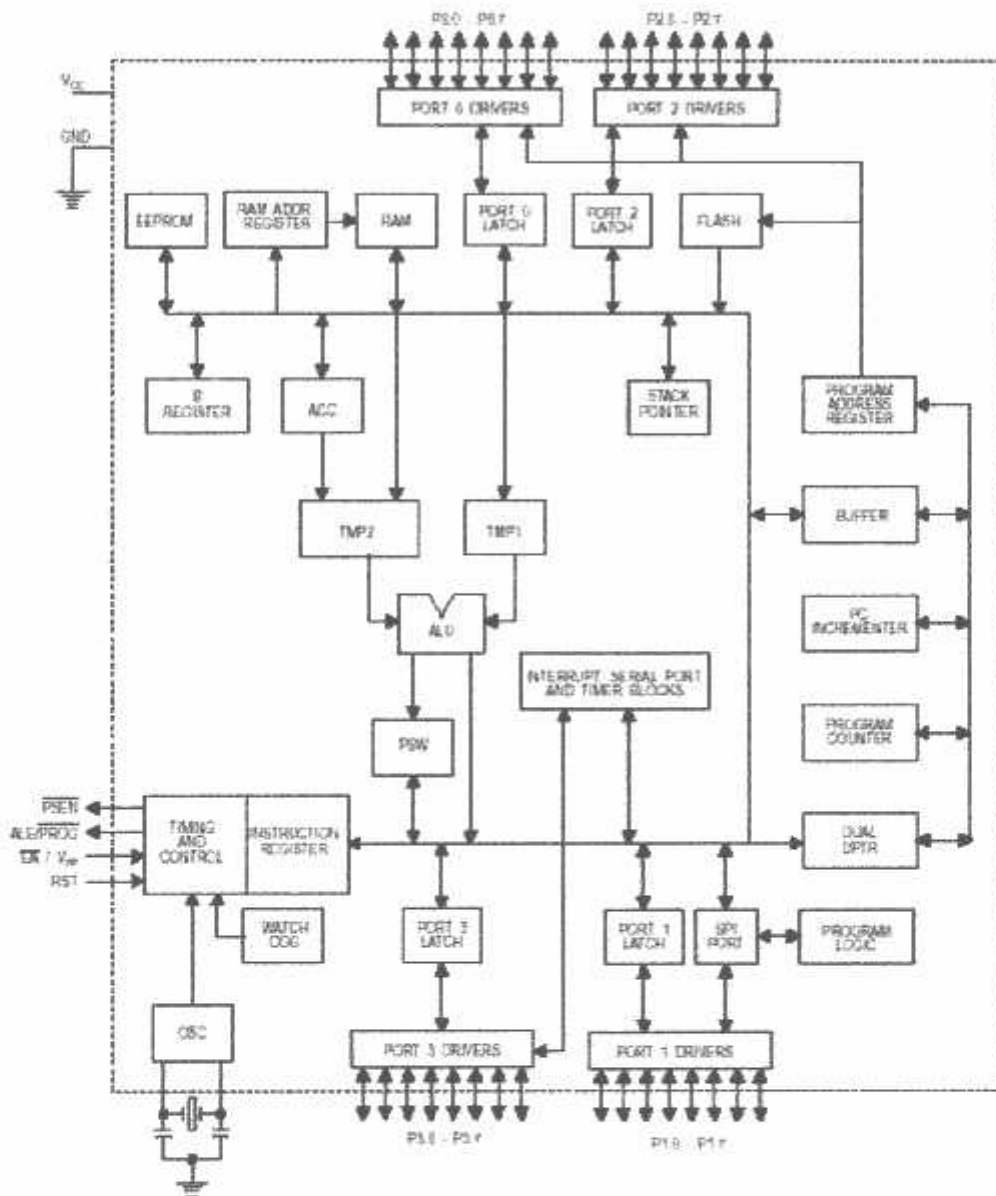 P0.0 - P0.7
P2.0 - P2.7
VCC
PORT 0 DRIVERS
PORT 2 DRIVERS
GND
EEPROM
RAM ADDR
REGISTER
RAM
PORT 0
LATCH
PORT 2
LATCH
FLASH
B
REGISTER
ACC
STACK
POINTER
PROGRAM
ADDRESS
REGISTER
TMP2
TMP1
BUFFER
ALU
PC
INCREMENTER
INTERRUPT, SERIAL PORT
AND TIMER BLOCKS
PSW
PROGRAM
COUNTER
PSEN
ALE/PROG
EA / VPP
RST
TIMING
AND
CONTROL
INSTRUCTION
REGISTER
DUAL
DPTR
WATCH
DOG
PORT 3
LATCH
PORT 1
LATCH
SPI
PORT
PROGRAM
LOGIC
OSC
PORT 3 DRIVERS
PORT 1 DRIVERS
P3.0 - P3.7
P1.0 - P1.7